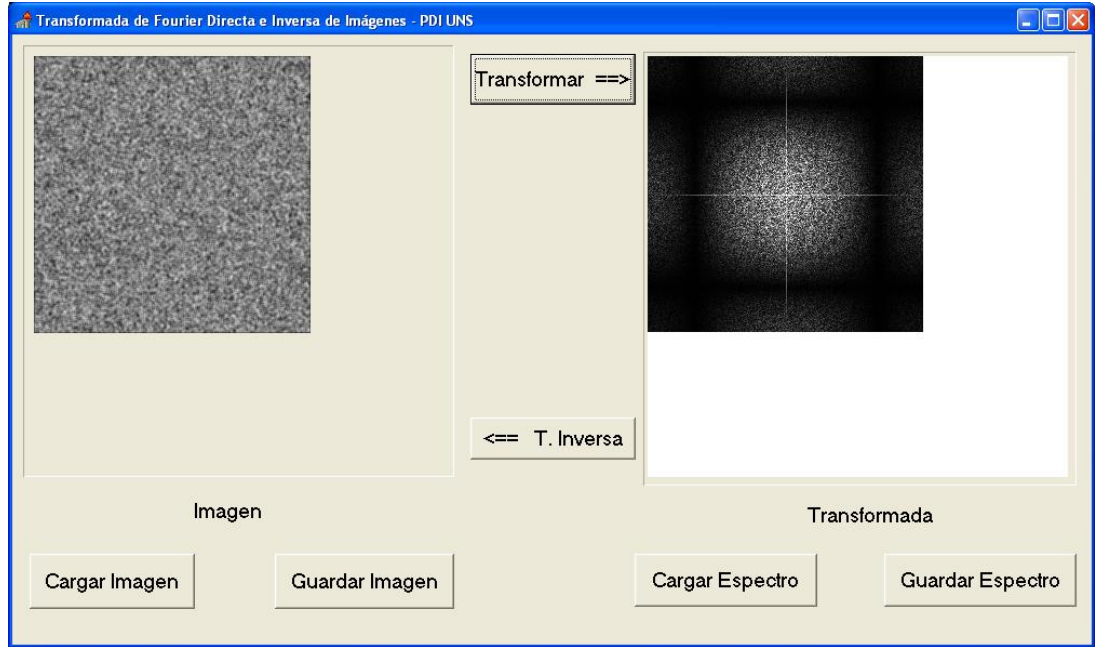 Transformada de Fourier Directa e Inversa de Imágenes - PDI UNS
Transformar ==>
<== T. Inversa
Imagen
Transformada
Cargar Imagen
Guardar Imagen
Cargar Espectro
Guardar Espectro